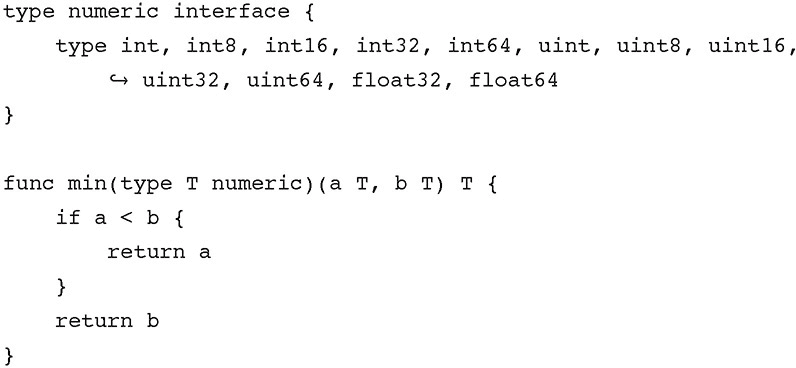 type numeric interface {
    type int, int8, int16, int32, int64, uint, uint8, uint16,
        ↪ uint32, uint64, float32, float64
}

func min(type T numeric)(a T, b T) T {
    if a < b {
        return a
    }
    return b
}